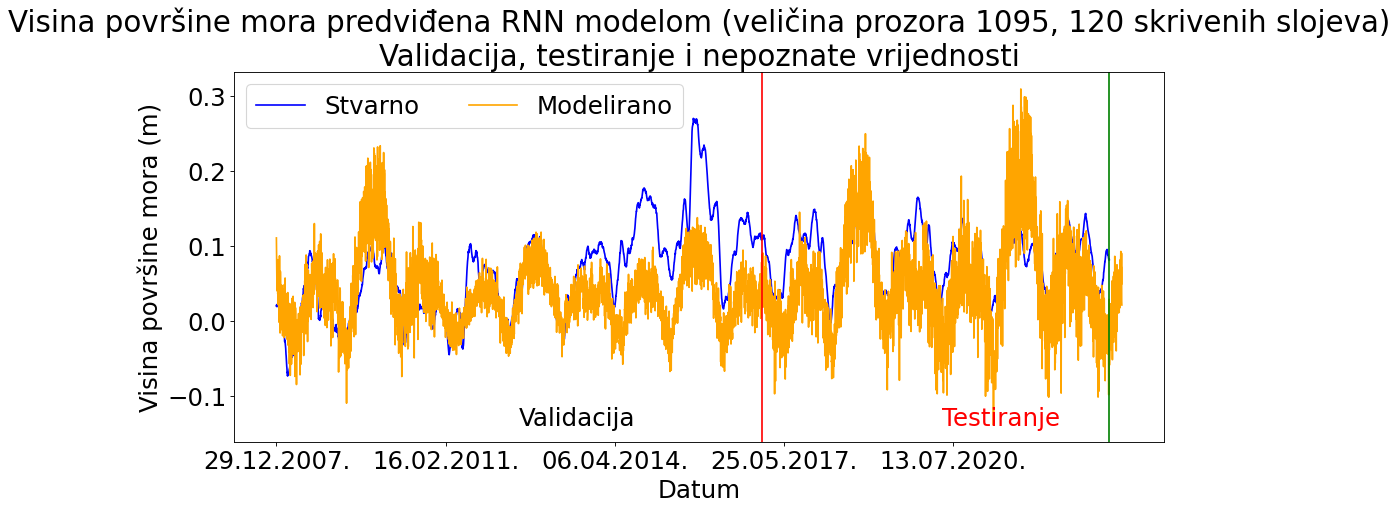 Visina površine mora predviđena RNN modelom (veličina prozora 1095, 120 skrivenih slojeva)
Validacija, testiranje i nepoznate vrijednosti
Stvarno Modelirano
Visina površine mora (m)
0.3
0.2
0.1
0.0
−0.1
Validacija Testiranje
29.12.2007. 16.02.2011. 06.04.2014. 25.05.2017. 13.07.2020.
Datum